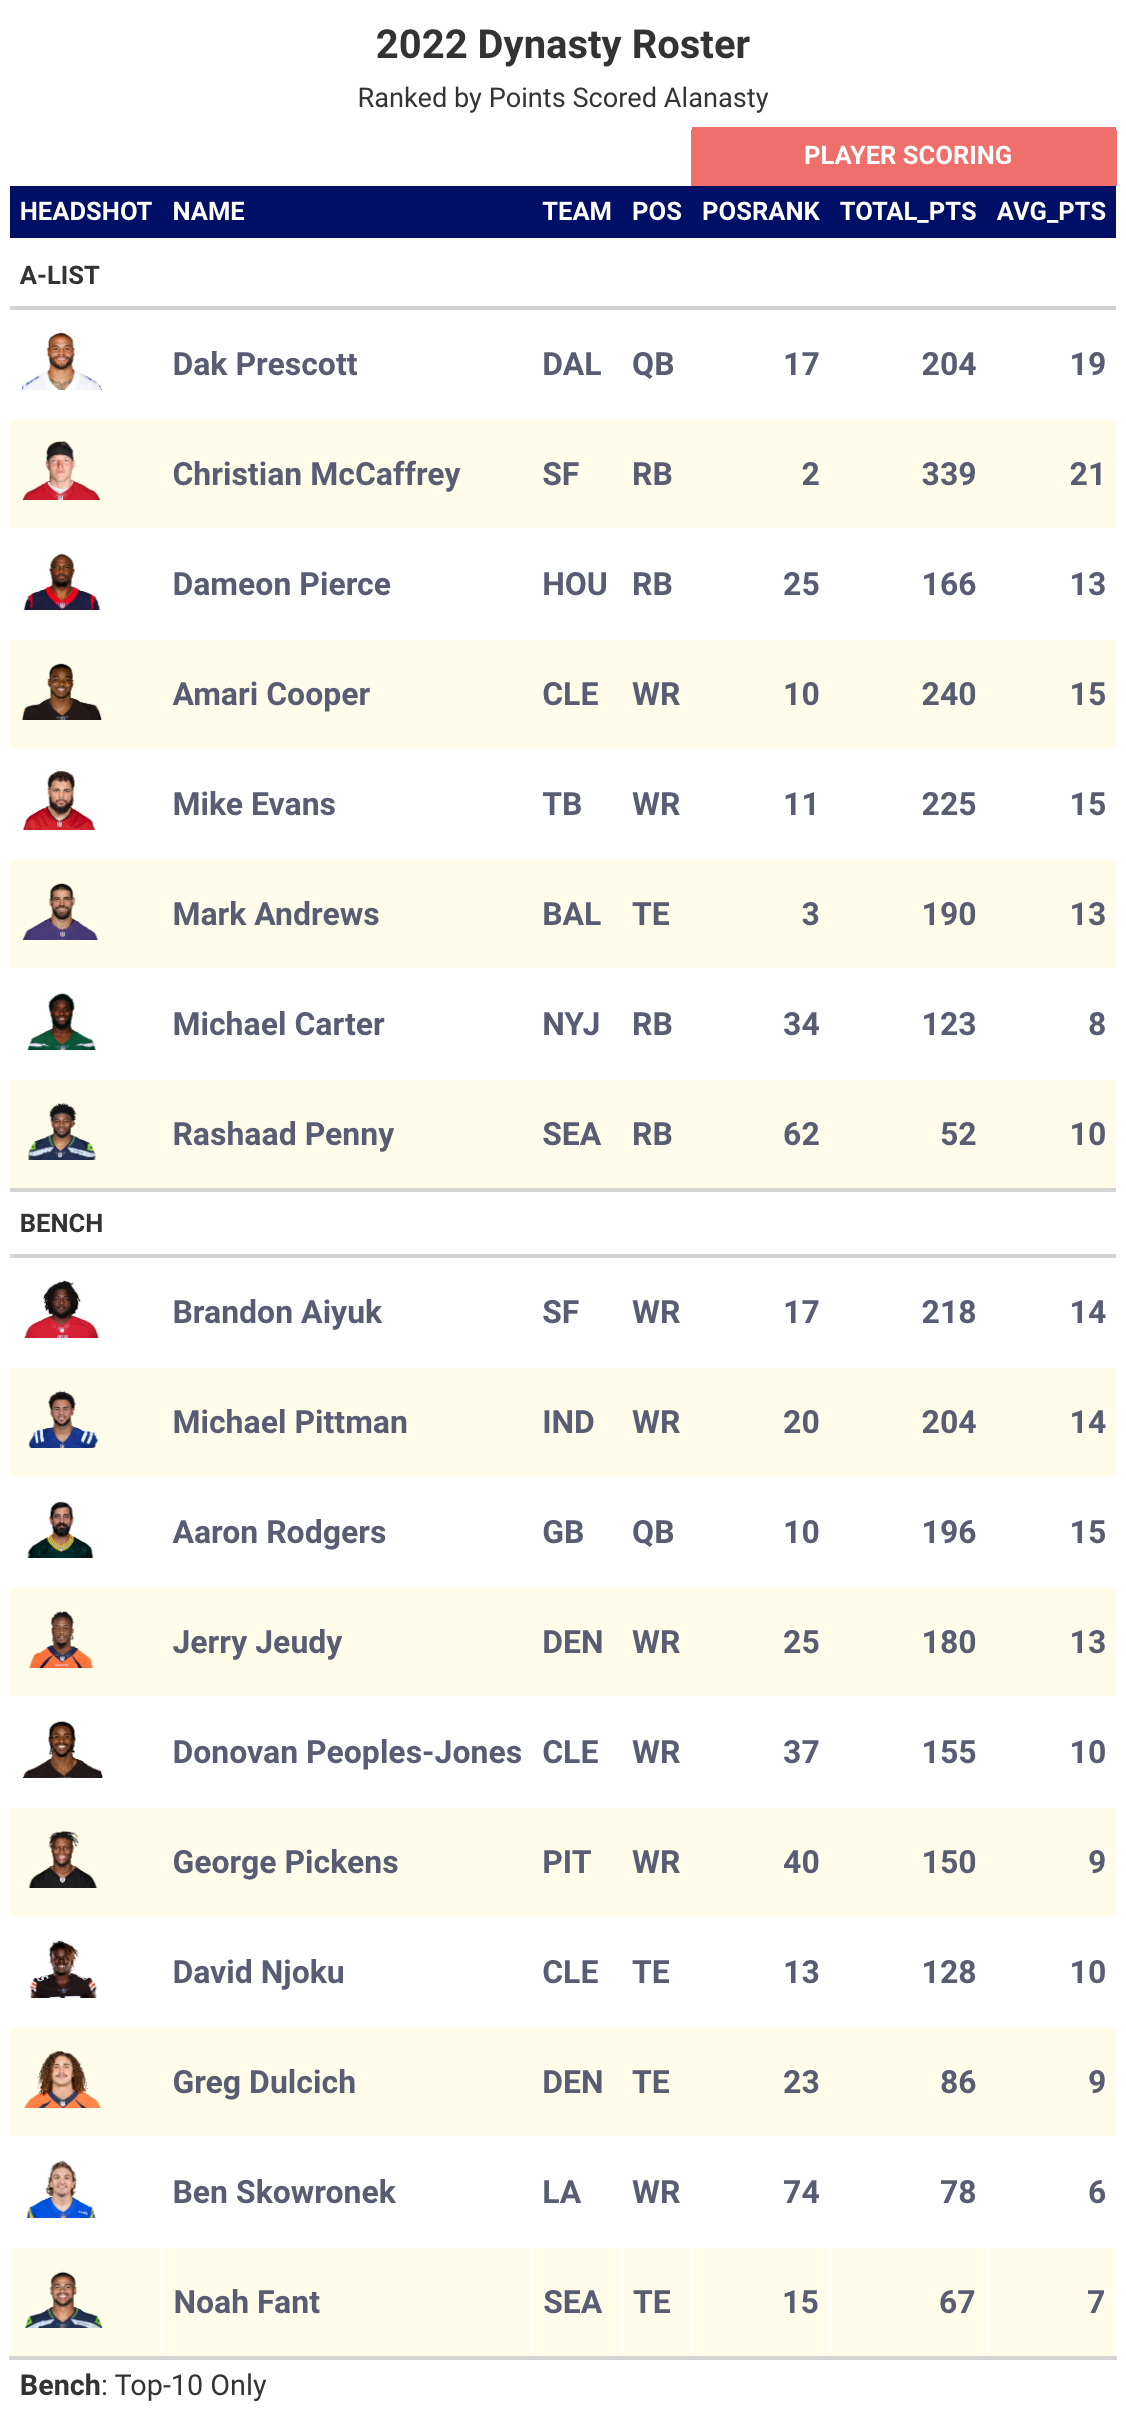 2022 Dynasty Roster
Ranked by Points Scored Alanasty
PLAYER SCORING
HEADSHOT NAME TEAM POS POSRANK TOTAL_PTS AVG_PTS
A-LIST
Dak Prescott DAL QB 17 204 19
Christian McCaffrey SF RB 2 339 21
Dameon Pierce HOU RB 25 166 13
Amari Cooper CLE WR 10 240 15
Mike Evans TB WR 11 225 15
Mark Andrews BAL TE 3 190 13
Michael Carter NYJ RB 34 123 8
Rashaad Penny SEA RB 62 52 10
BENCH
Brandon Aiyuk SF WR 17 218 14
Michael Pittman IND WR 20 204 14
Aaron Rodgers GB QB 10 196 15
Jerry Jeudy DEN WR 25 180 13
Donovan Peoples-Jones CLE WR 37 155 10
George Pickens PIT WR 40 150 9
David Njoku CLE TE 13 128 10
Greg Dulcich DEN TE 23 86 9
Ben Skowronek LA WR 74 78 6
Noah Fant SEA TE 15 67 7
Bench: Top-10 Only